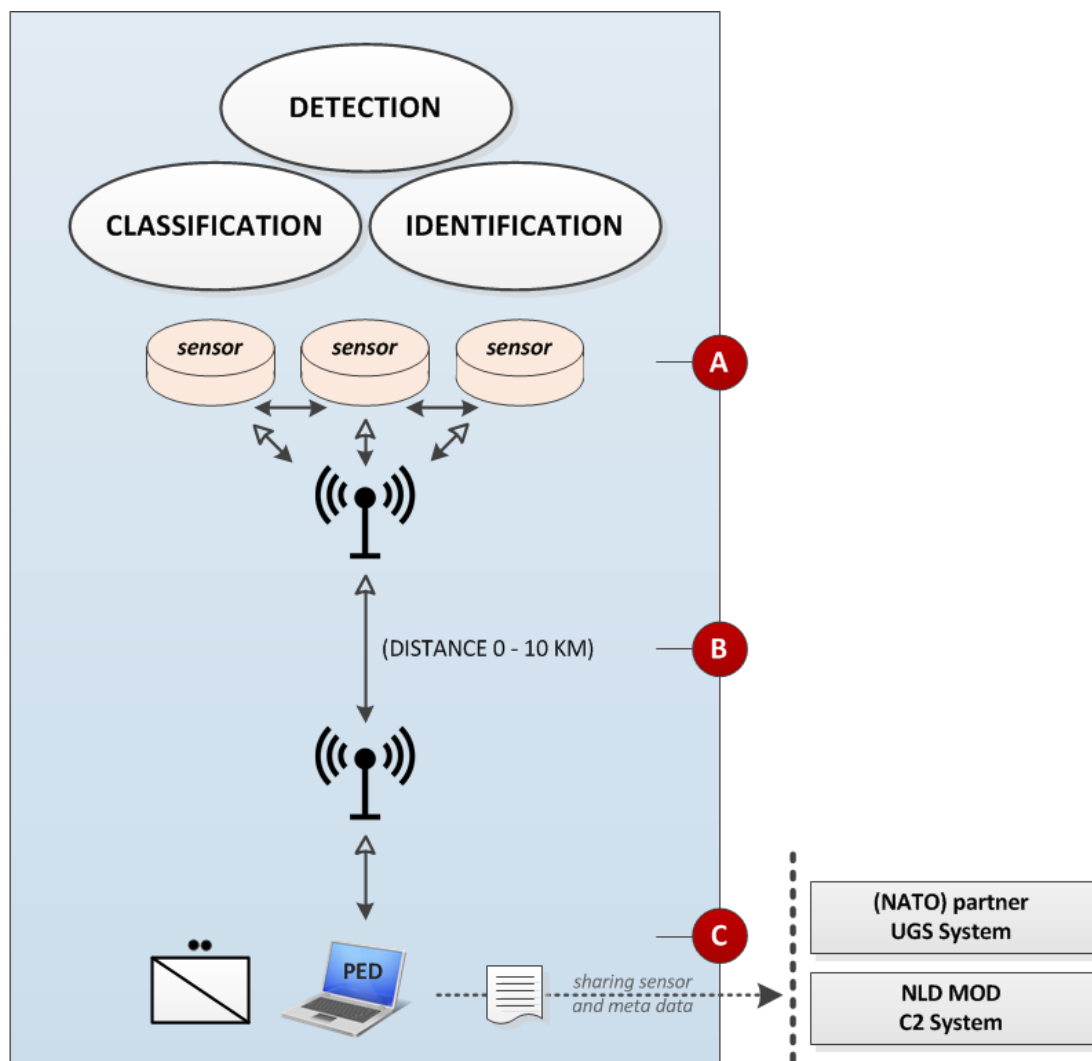 DETECTION
CLASSIFICATION
IDENTIFICATION
sensor
sensor
sensor
A
(DISTANCE 0 - 10 KM)
B
C
PED
sharing sensor
and meta data
(NATO) partner
UGS System
NLD MOD
C2 System